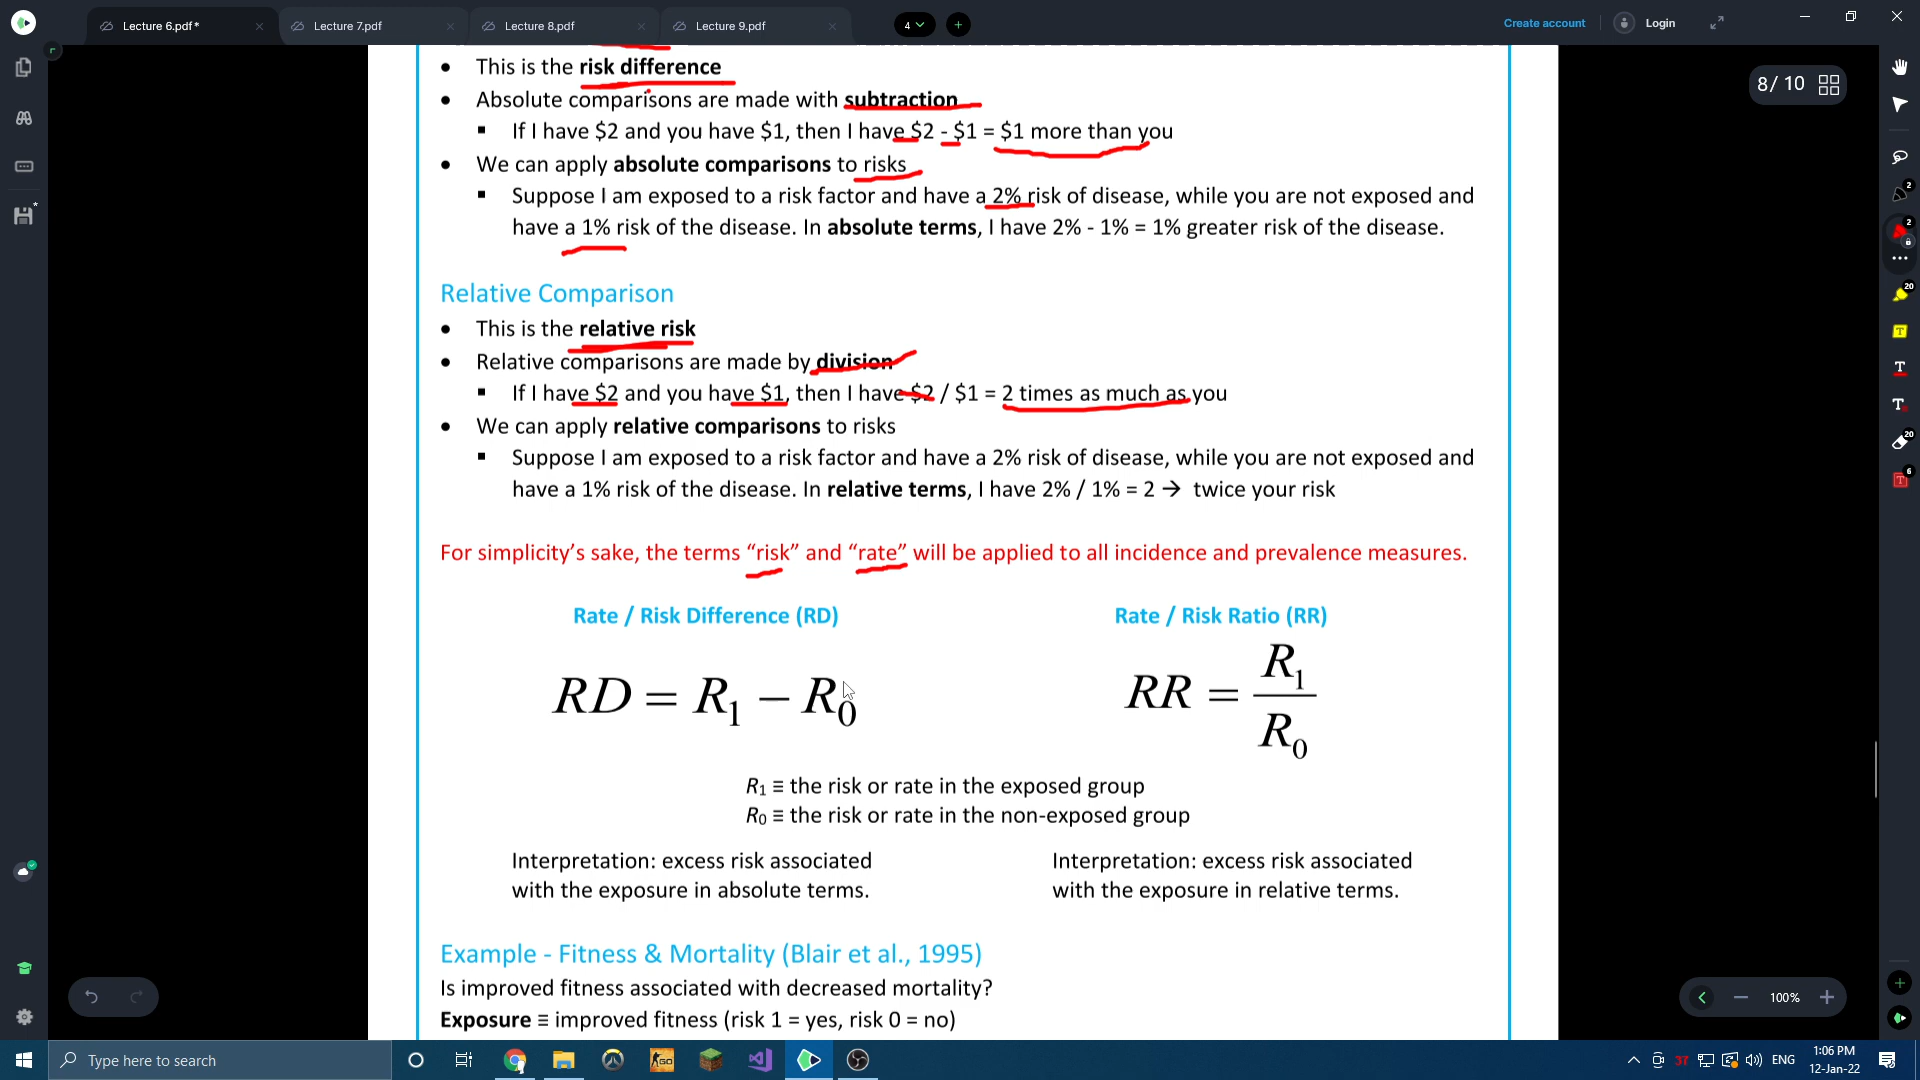 Lecture 6.pdf*
Lecture 7.pdf
Lecture 8.pdf
Lecture 9.pdf
4
Create account
Login
8/ 10
• This is the risk difference
• Absolute comparisons are made with subtraction
▪ If I have $2 and you have $1, then I have $2 - $1 = $1 more than you
• We can apply absolute comparisons to risks
▪ Suppose I am exposed to a risk factor and have a 2% risk of disease, while you are not exposed and
have a 1% risk of the disease. In absolute terms, I have 2% - 1% = 1% greater risk of the disease.
Relative Comparison
• This is the relative risk
• Relative comparisons are made by division
▪ If I have $2 and you have $1, then I have $2 / $1 = 2 times as much as you
• We can apply relative comparisons to risks
▪ Suppose I am exposed to a risk factor and have a 2% risk of disease, while you are not exposed and
have a 1% risk of the disease. In relative terms, I have 2% / 1% = 2 → twice your risk
For simplicity's sake, the terms “risk” and “rate” will be applied to all incidence and prevalence measures.
Rate / Risk Difference (RD)
RD = R1 − R0
Rate / Risk Ratio (RR)
RR = R1 / R0
R1 ≡ the risk or rate in the exposed group
R0 ≡ the risk or rate in the non-exposed group
Interpretation: excess risk associated
with the exposure in absolute terms.
Interpretation: excess risk associated
with the exposure in relative terms.
Example - Fitness & Mortality (Blair et al., 1995)
Is improved fitness associated with decreased mortality?
Exposure ≡ improved fitness (risk 1 = yes, risk 0 = no)
2
2
20
T
T
T
20
T
6
100%
Type here to search
GO
37
ENG
1:06 PM
12-Jan-22